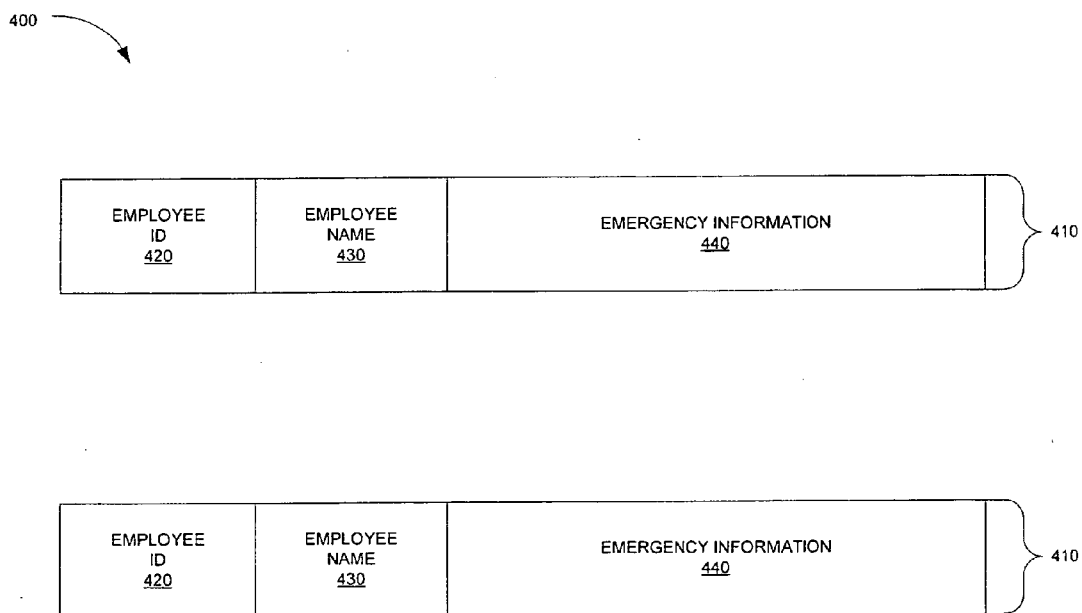 400
EMPLOYEE
ID
420
EMPLOYEE
NAME
430
EMERGENCY INFORMATION
440
410
EMPLOYEE
ID
420
EMPLOYEE
NAME
430
EMERGENCY INFORMATION
440
410